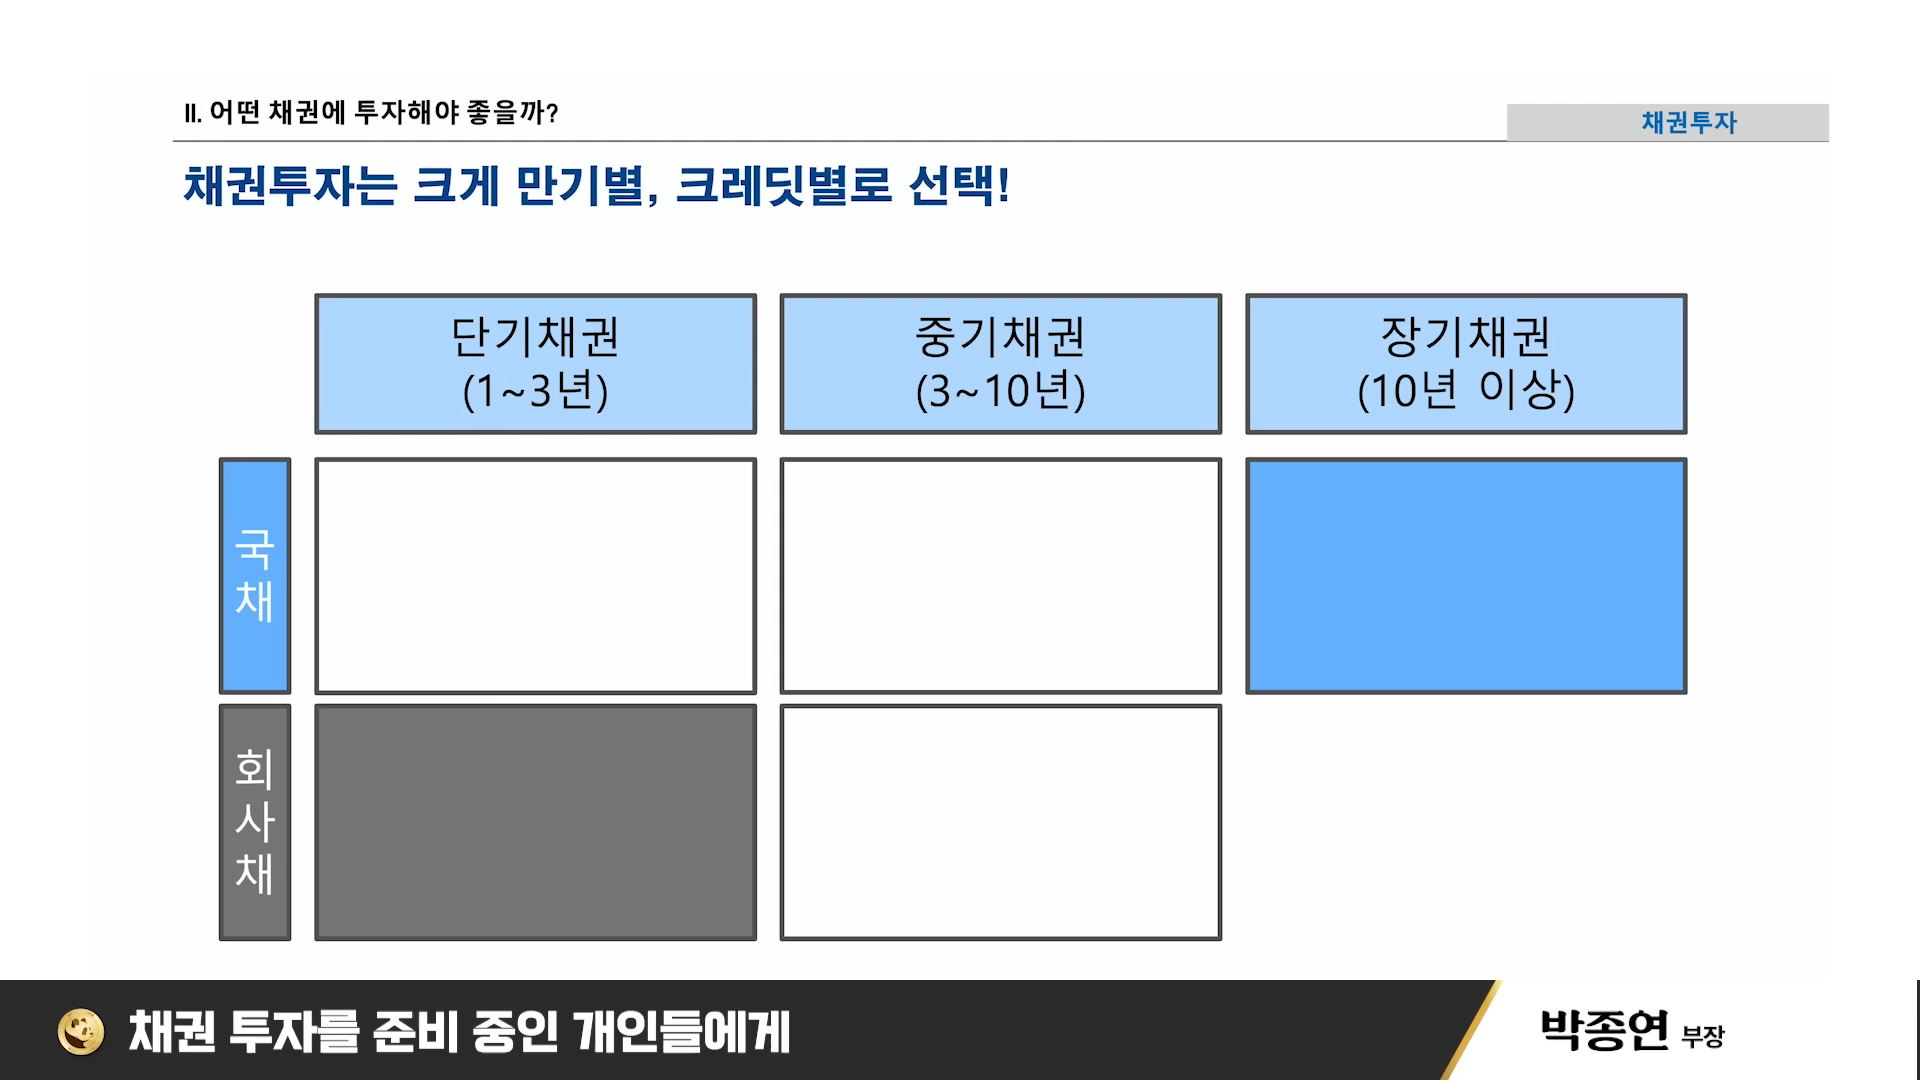 II. 어떤 채권에 투자해야 좋을까?
채권투자
채권투자는 크게 만기별, 크레딧별로 선택!
단기채권
(1~3년)
중기채권
(3~10년)
장기채권
(10년 이상)
국
채
회
사
채
채권 투자를 준비 중인 개인들에게
박종연 부장